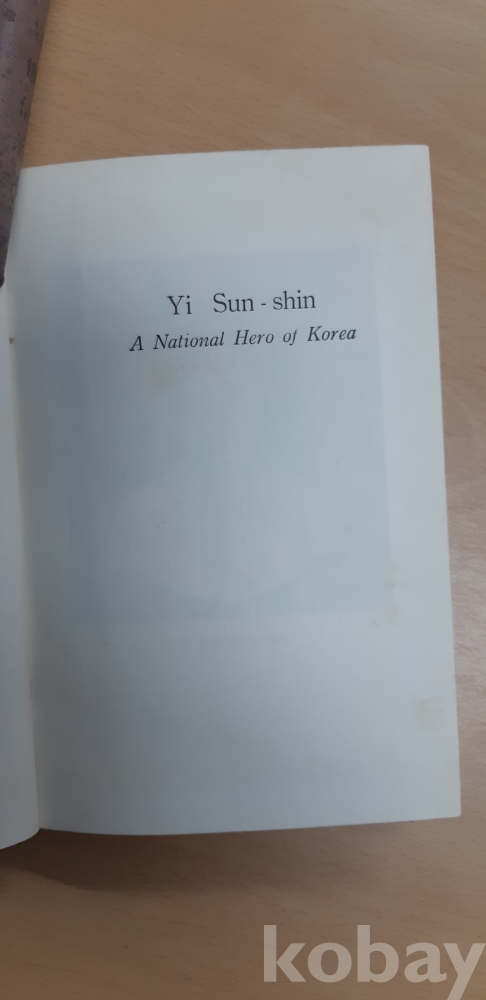 Yi Sun-shin
A National Hero of Korea
kobay